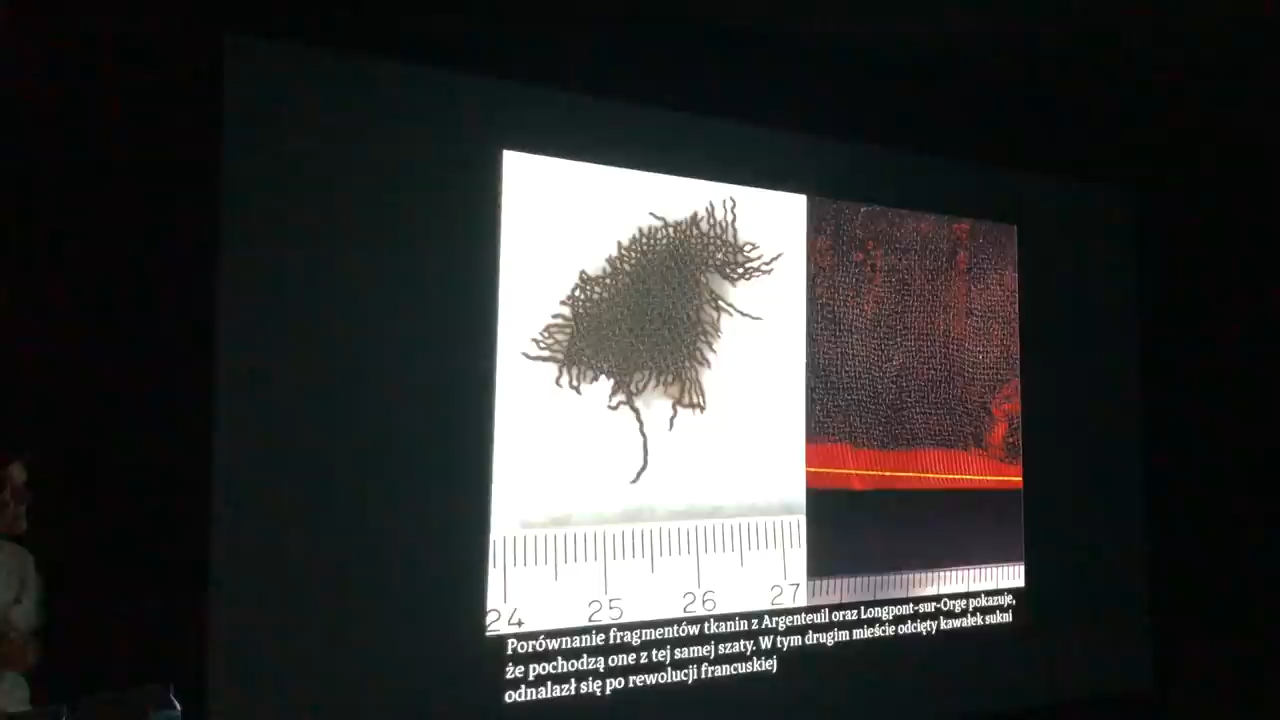 24 25 26 27
Porównanie fragmentów tkanin z Argenteuil oraz Longpont-sur-Orge pokazuje,
że pochodzą one z tej samej szaty. W tym drugim mieście odcięty kawałek sukni
odnalazł się po rewolucji francuskiej